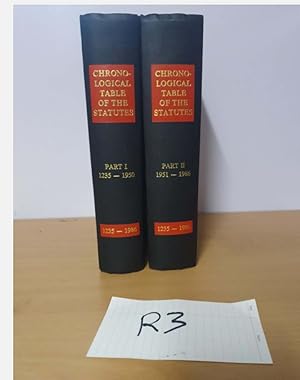 CHRONO-
LOGICAL
TABLE
OF THE
STATUTES
PART I
1235 — 1950
1235 — 1986
CHRONO-
LOGICAL
TABLE
OF THE
STATUTES
PART II
1951 — 1986
1235 — 1986
R3